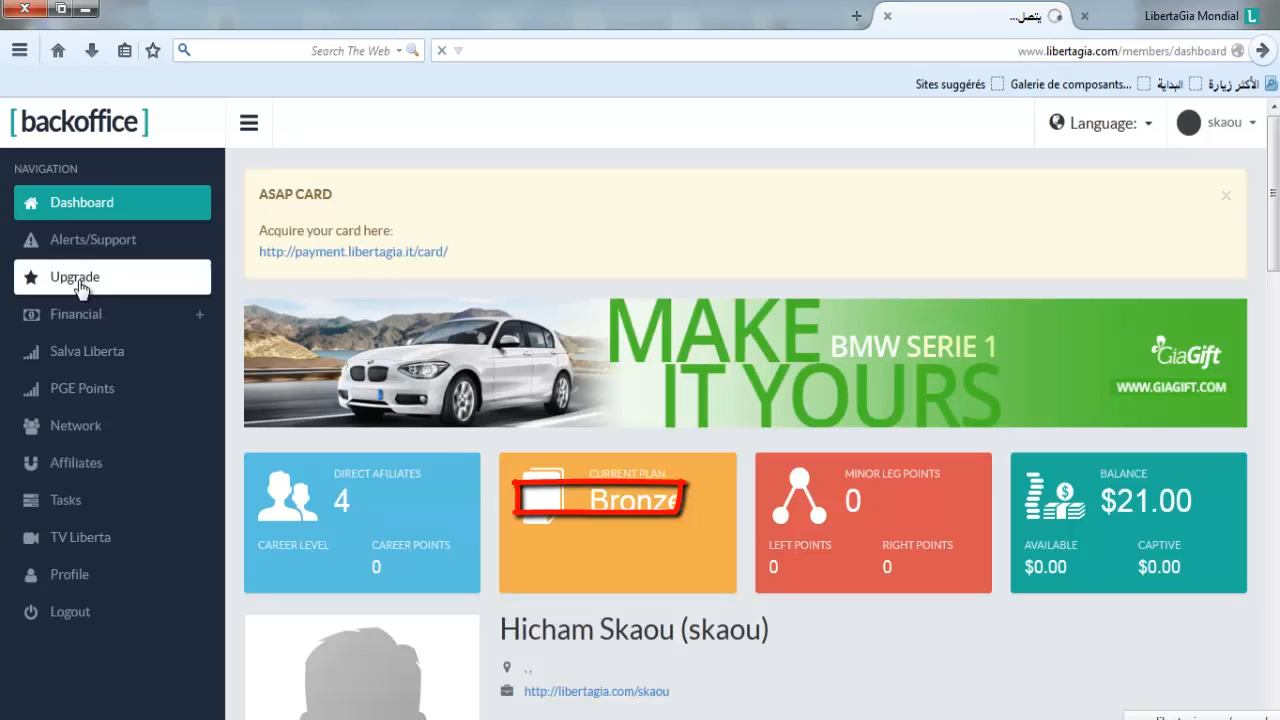 يتصل...
LibertaGia Mondial
Search The Web
www.libertagia.com/members/dashboard
Sites suggérés
Galerie de composants...
البداية
الأكثر زيارة
[backoffice]
Language:
skaou
NAVIGATION
Dashboard
Alerts/Support
Upgrade
Financial +
Salva Liberta
PGE Points
Network
Affiliates
Tasks
TV Liberta
Profile
Logout
ASAP CARD
Acquire your card here:
http://payment.libertagia.it/card/
MAKE
IT YOURS
BMW SERIE 1
GiaGift
WWW.GIAGIFT.COM
DIRECT AFILIATES
4
CAREER LEVEL
CAREER POINTS
0
CURRENT PLAN
Bronze
MINOR LEG POINTS
0
LEFT POINTS
0
RIGHT POINTS
0
BALANCE
$21.00
AVAILABLE
$0.00
CAPTIVE
$0.00
Hicham Skaou (skaou)
, ,
http://libertagia.com/skaou